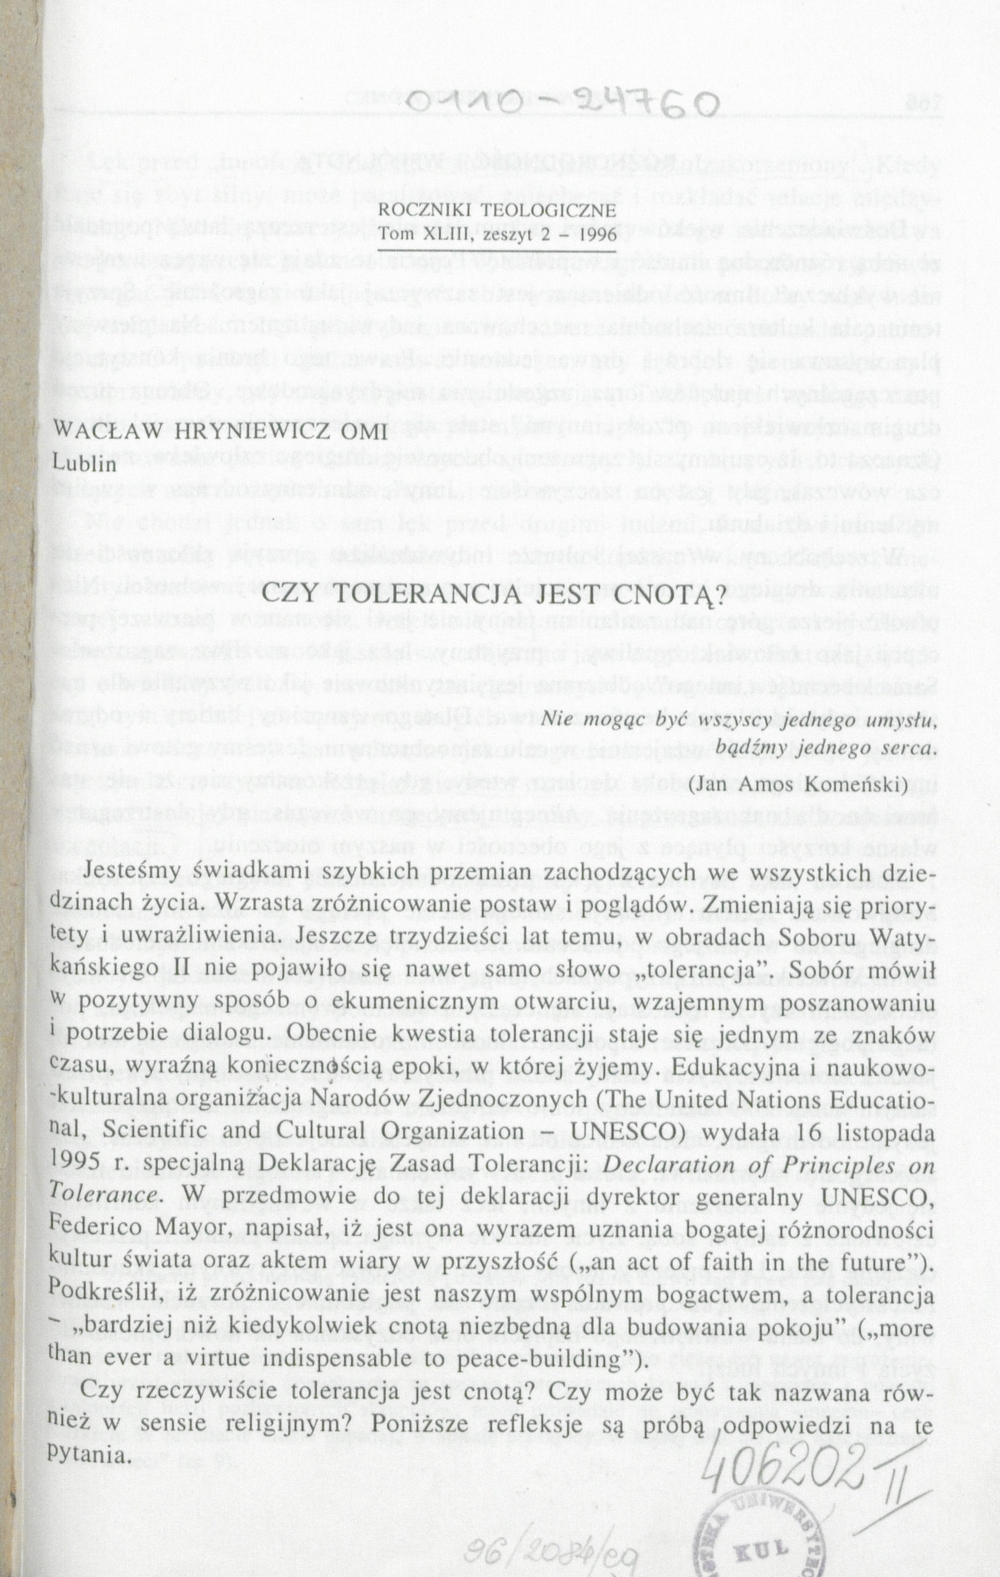 0110-24760
ROCZNIKI TEOLOGICZNE
Tom XLIII, zeszyt 2 – 1996
WACŁAW HRYNIEWICZ OMI
Lublin
CZY TOLERANCJA JEST CNOTĄ?
Nie mogąc być wszyscy jednego umysłu,
bądźmy jednego serca.
(Jan Amos Komeński)
Jesteśmy świadkami szybkich przemian zachodzących we wszystkich dzie-
dzinach życia. Wzrasta zróżnicowanie postaw i poglądów. Zmieniają się priory-
tety i uwrażliwienia. Jeszcze trzydzieści lat temu, w obradach Soboru Waty-
kańskiego II nie pojawiło się nawet samo słowo „tolerancja”. Sobór mówił
w pozytywny sposób o ekumenicznym otwarciu, wzajemnym poszanowaniu
i potrzebie dialogu. Obecnie kwestia tolerancji staje się jednym ze znaków
czasu, wyraźną koniecznością epoki, w której żyjemy. Edukacyjna i naukowo-
-kulturalna organizacja Narodów Zjednoczonych (The United Nations Educatio-
nal, Scientific and Cultural Organization – UNESCO) wydała 16 listopada
1995 r. specjalną Deklarację Zasad Tolerancji: Declaration of Principles on
Tolerance. W przedmowie do tej deklaracji dyrektor generalny UNESCO,
Federico Mayor, napisał, iż jest ona wyrazem uznania bogatej różnorodności
kultur świata oraz aktem wiary w przyszłość („an act of faith in the future”).
Podkreślił, iż zróżnicowanie jest naszym wspólnym bogactwem, a tolerancja
– „bardziej niż kiedykolwiek cnotą niezbędną dla budowania pokoju” („more
than ever a virtue indispensable to peace-building”).
Czy rzeczywiście tolerancja jest cnotą? Czy może być tak nazwana rów-
nież w sensie religijnym? Poniższe refleksje są próbą odpowiedzi na te
pytania.
406202 II
96/2084/cg
KUL